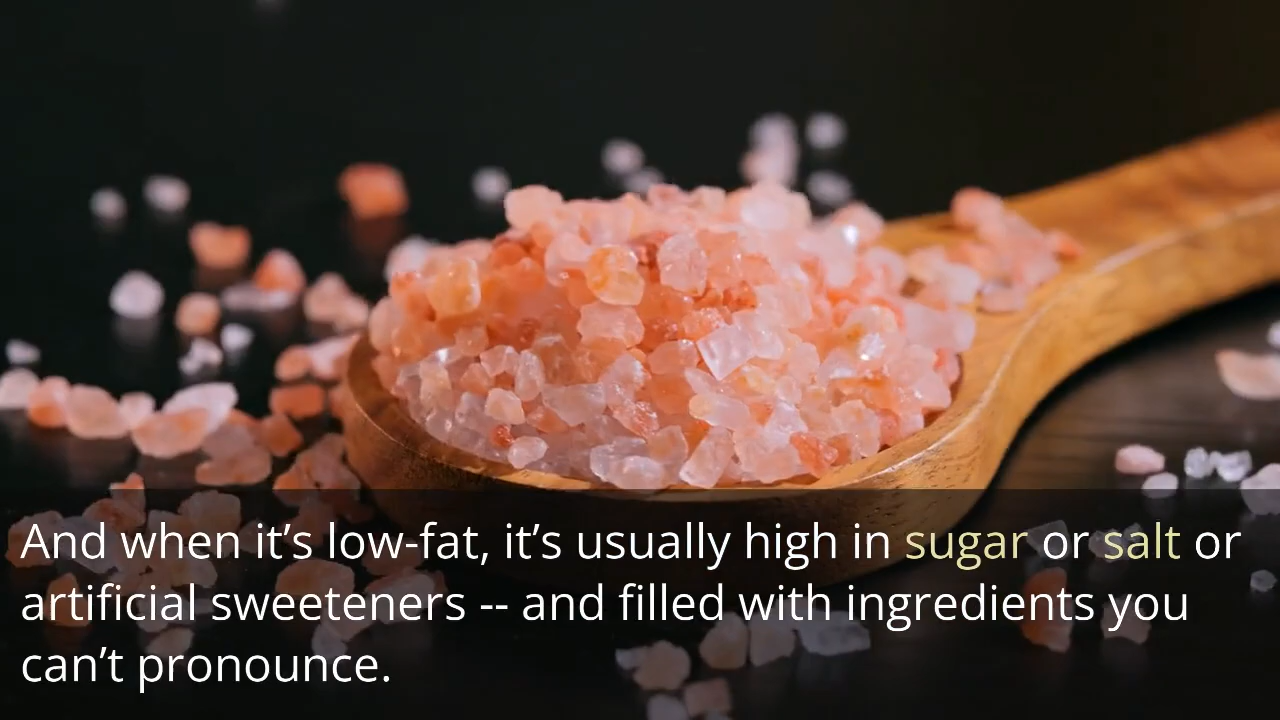 And when it’s low-fat, it’s usually high in sugar or salt or
artificial sweeteners -- and filled with ingredients you
can’t pronounce.